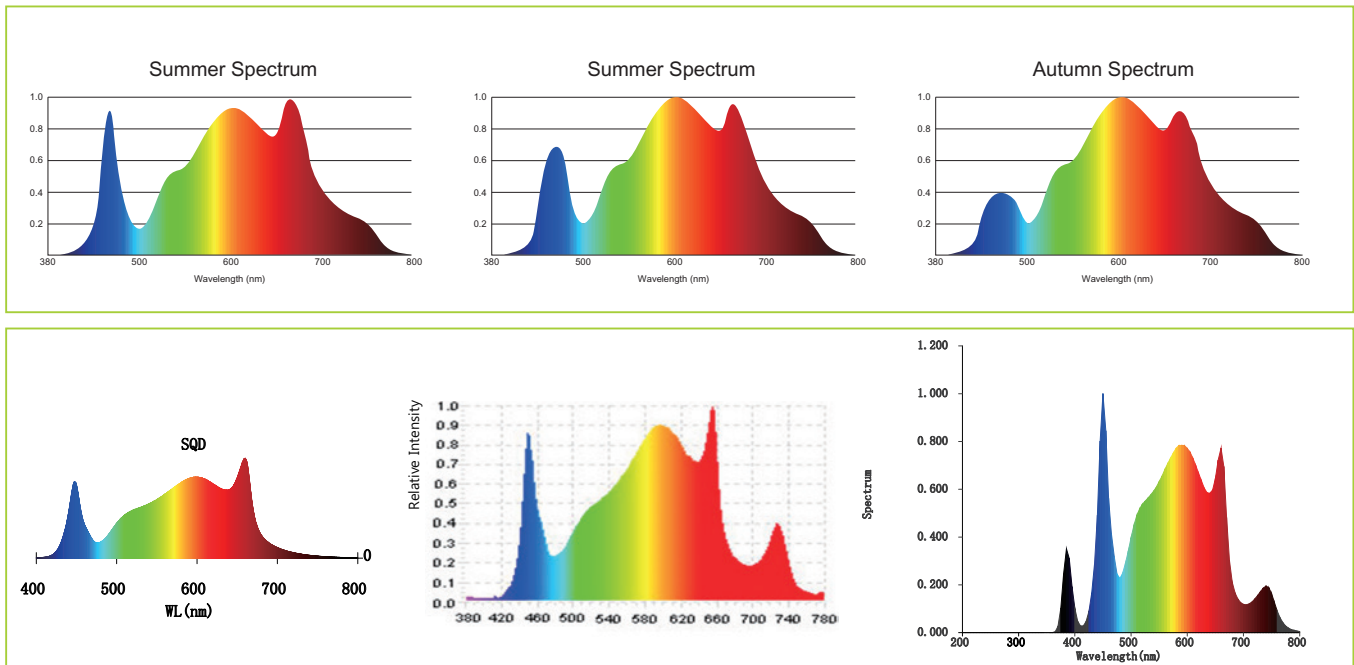 Summer Spectrum
1.0
0.8
0.6
0.4
0.2
380 500 600 700 800
Wavelength (nm)
Summer Spectrum
1.0
0.8
0.6
0.4
0.2
380 500 600 700 800
Wavelength (nm)
Autumn Spectrum
1.0
0.8
0.6
0.4
0.2
380 500 600 700 800
Wavelength (nm)
SQD
0
400 500 600 700 800
WL(nm)
Relative Intensity
1.0
0.9
0.8
0.7
0.6
0.5
0.4
0.3
0.2
0.1
0.0
380 420 460 500 540 580 620 660 700 740 780
Spectrum
1.200
1.000
0.800
0.600
0.400
0.200
0.000
200 300 400 500 600 700 800
Wavelength(nm)